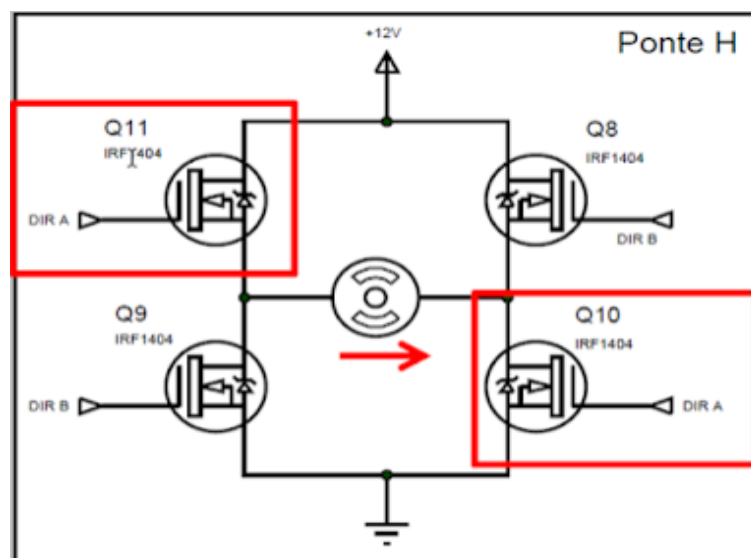 +12V
Ponte H
Q11
IRF1404
Q8
IRF1404
DIR A
DIR B
Q9
IRF1404
Q10
IRF1404
DIR B
DIR A